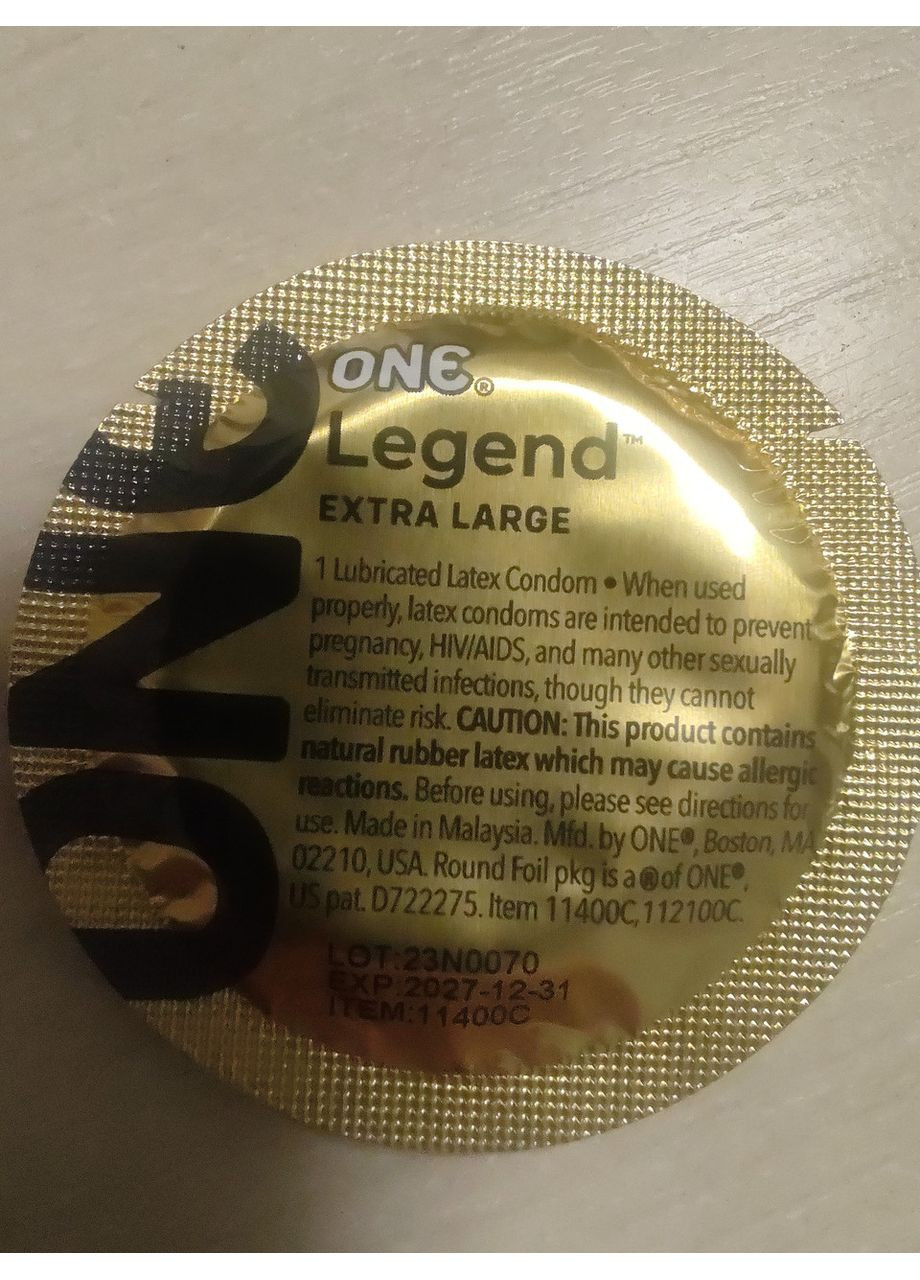 ONE
ONE®
Legend™
EXTRA LARGE
1 Lubricated Latex Condom • When used
properly, latex condoms are intended to prevent
pregnancy, HIV/AIDS, and many other sexually
transmitted infections, though they cannot
eliminate risk. CAUTION: This product contains
natural rubber latex which may cause allergic
reactions. Before using, please see directions for
use. Made in Malaysia. Mfd. by ONE®, Boston, MA
02210, USA. Round Foil pkg is a ® of ONE®,
US pat. D722275. Item 11400C, 112100C.
LOT:23N0070
EXP:2027-12-31
ITEM:11400C